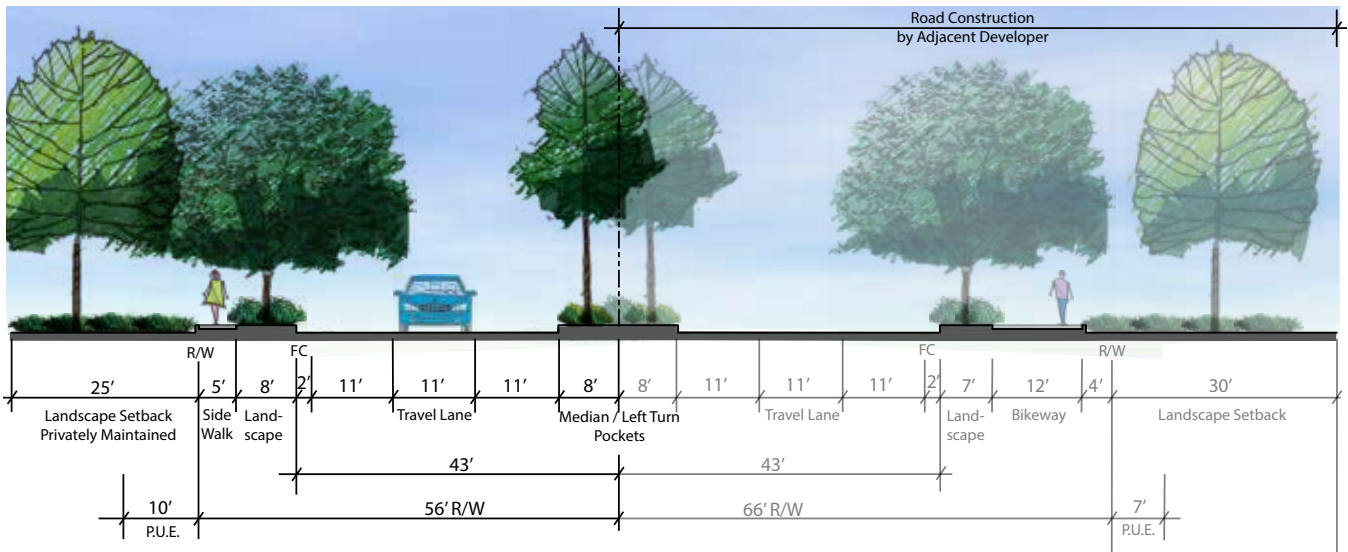 Road Construction
by Adjacent Developer
R/W FC FC R/W
25’ 5’ 8’ 2’ 11’ 11’ 11’ 8’ 8’ 11’ 11’ 11’ 2’ 7’ 12’ 4’ 30’
Landscape Setback Side Land- Travel Lane Median / Left Turn Travel Lane Land- Bikeway Landscape Setback
Privately Maintained Walk scape Pockets scape
43’ 43’
10’ 56’ R/W 66’ R/W 7’
P.U.E. P.U.E.